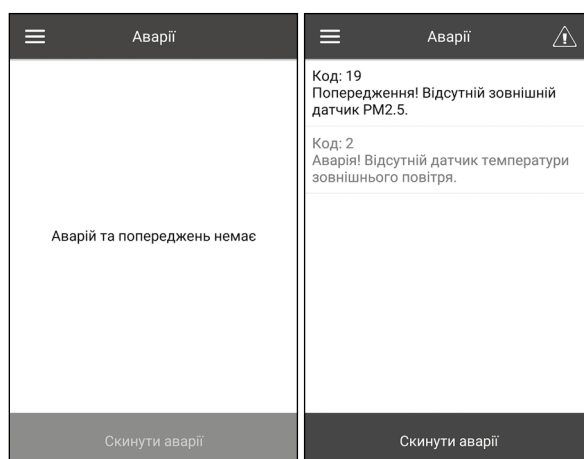 Аварії
Аварій та попереджень немає
Скинути аварії
Аварії
Код: 19
Попередження! Відсутній зовнішній
датчик PM2.5.
Код: 2
Аварія! Відсутній датчик температури
зовнішнього повітря.
Скинути аварії